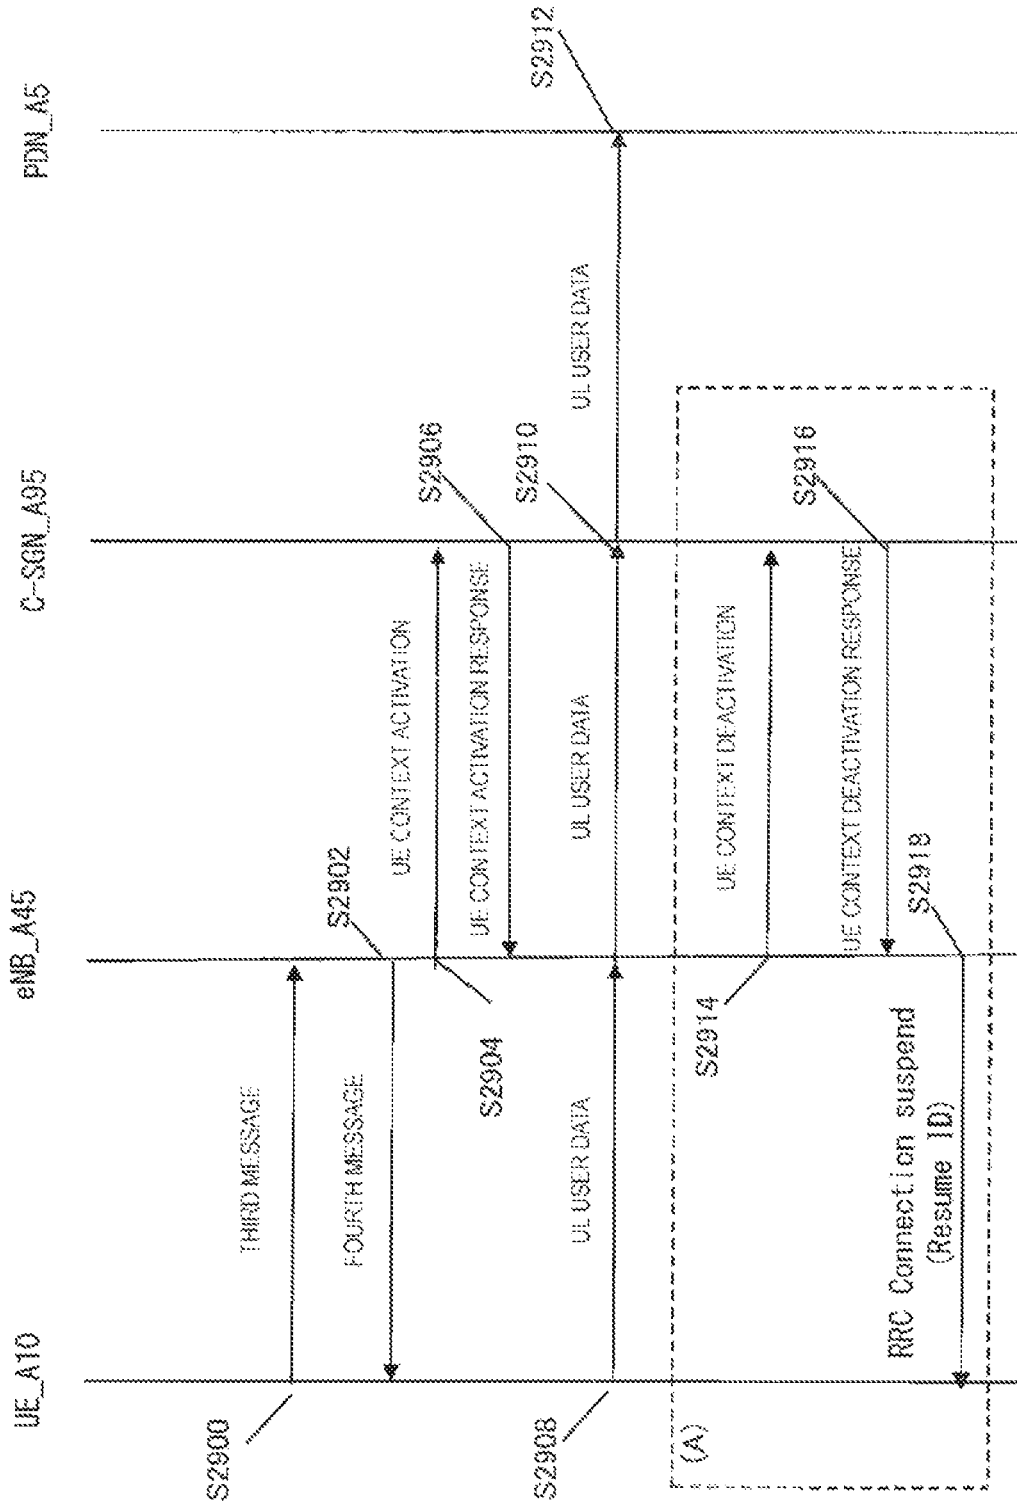 UE_A10
eNB_A45
C-SGN_A95
PDN_A5
S2900
THIRD MESSAGE
FOURTH MESSAGE
S2902
UE CONTEXT ACTIVATION
S2904
UE CONTEXT ACTIVATION RESPONSE
S2906
S2908
UL USER DATA
UL USER DATA
S2910
UL USER DATA
S2912
(A)
S2914
UE CONTEXT DEACTIVATION
UE CONTEXT DEACTIVATION RESPONSE
S2916
RRC Connection suspend
(Resume ID)
S2918